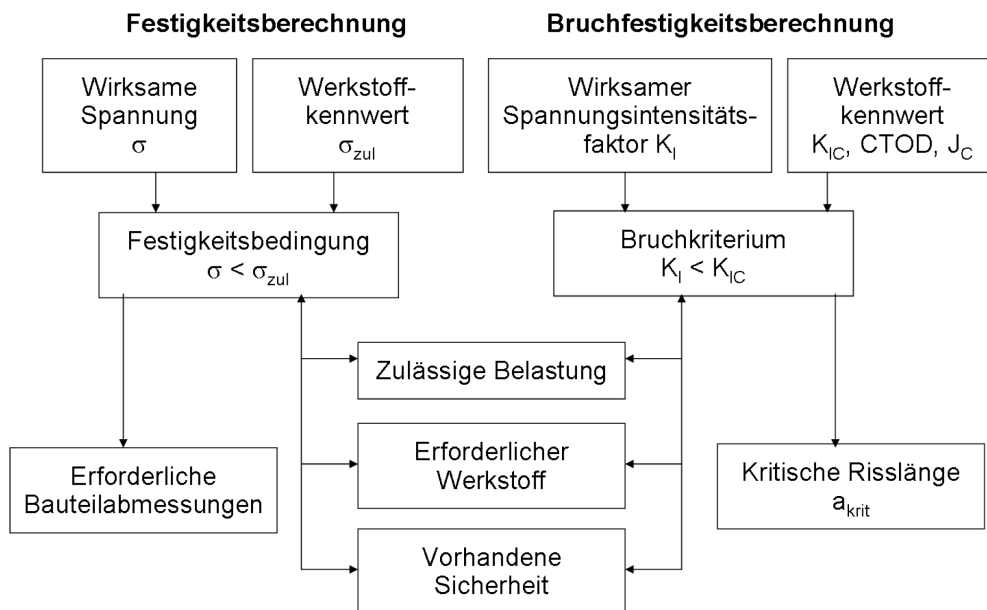 Festigkeitsberechnung
Bruchfestigkeitsberechnung
Wirksame
Spannung
σ
Werkstoff-
kennwert
σzul
Wirksamer
Spannungsintensitäts-
faktor KI
Werkstoff-
kennwert
KIC, CTOD, JC
Festigkeitsbedingung
σ < σzul
Bruchkriterium
KI < KIC
Zulässige Belastung
Erforderliche
Bauteilabmessungen
Erforderlicher
Werkstoff
Kritische Risslänge
akrit
Vorhandene
Sicherheit